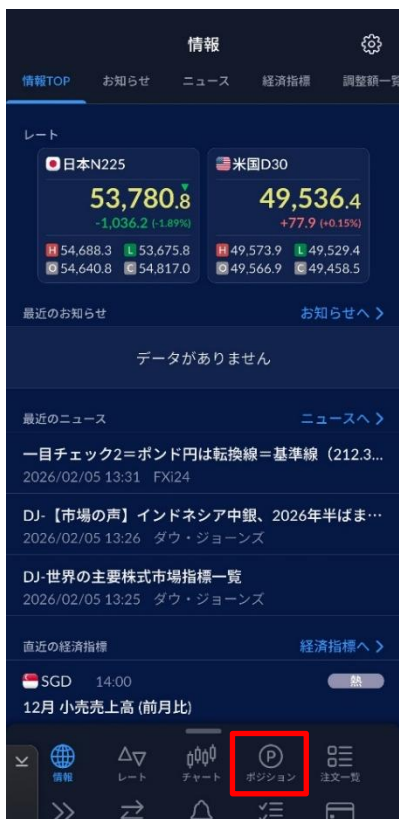 情報
情報TOP お知らせ ニュース 経済指標 調整額一覧
レート
日本N225 米国D30
53,780.8 49,536.4
-1,036.2 (-1.89%) +77.9 (+0.15%)
H 54,688.3 L 53,675.8 H 49,573.9 L 49,529.4
O 54,640.8 C 54,817.0 O 49,566.9 C 49,458.5
最近のお知らせ お知らせへ
データがありません
最近のニュース ニュースへ
一目チェック2=ポンド円は転換線=基準線(212.3...
2026/02/05 13:31 FXi24
DJ-【市場の声】インドネシア中銀、2026年半ばま…
2026/02/05 13:26 ダウ・ジョーンズ
DJ-世界の主要株式市場指標一覧
2026/02/05 13:25 ダウ・ジョーンズ
直近の経済指標 経済指標へ
SGD 14:00 熱
12月 小売売上高 (前月比)
P
情報 レート チャート ポジション 注文一覧